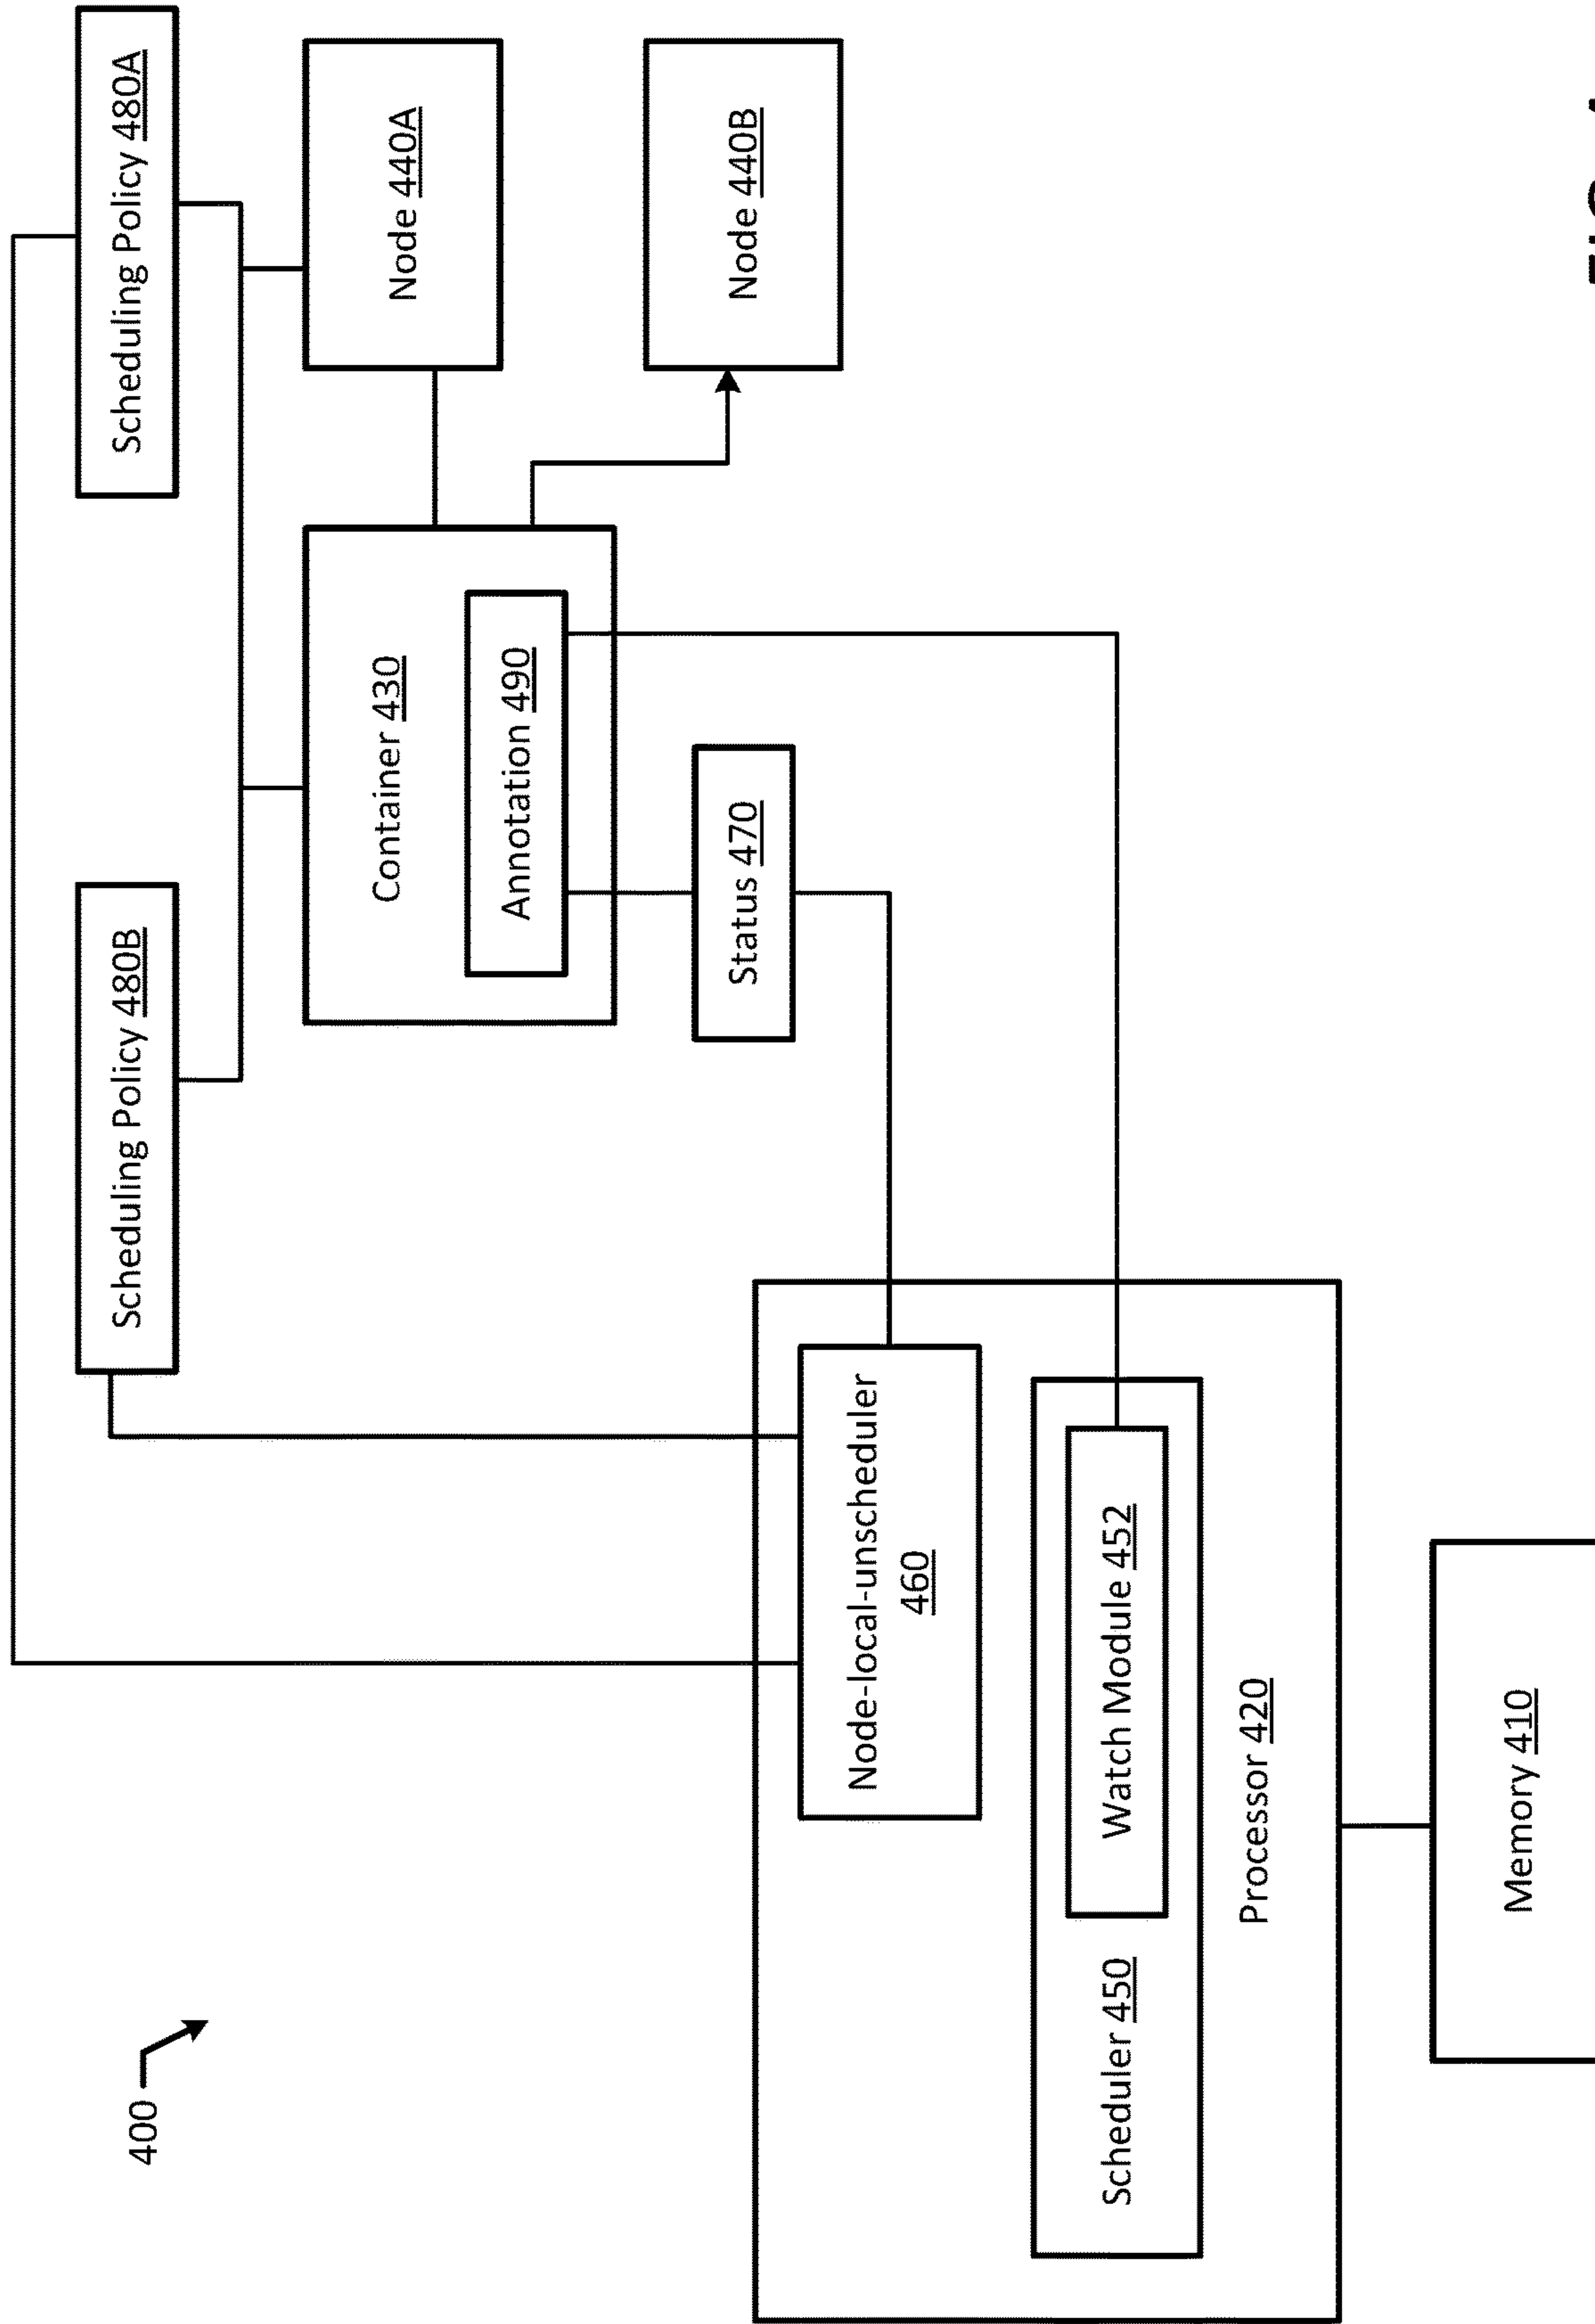 400
Scheduling Policy 480B
Scheduling Policy 480A
Container 430
Node 440A
Annotation 490
Status 470
Node 440B
Node-local-unscheduler
460
Scheduler 450
Watch Module 452
Processor 420
Memory 410